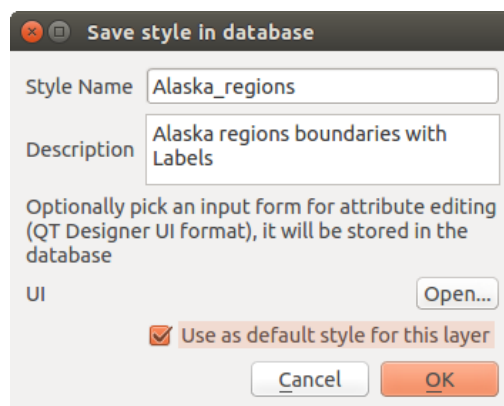 Save style in database
Style Name Alaska_regions
Description Alaska regions boundaries with
Labels
Optionally pick an input form for attribute editing
(QT Designer UI format), it will be stored in the
database
UI Open...
Use as default style for this layer
Cancel OK